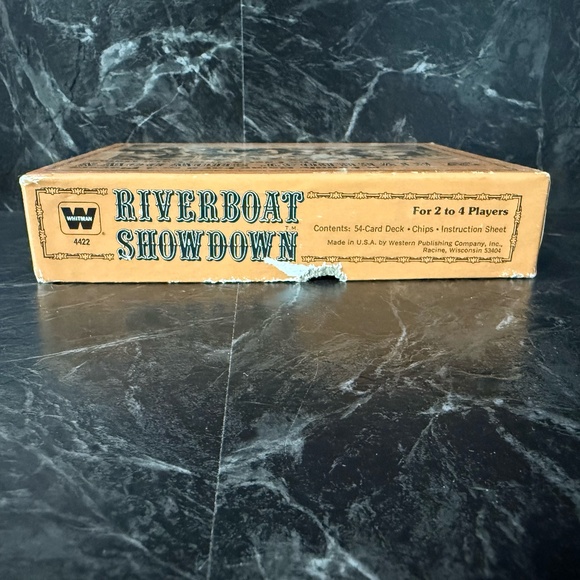 WHITMAN
4422
RIVERBOAT
SHOWDOWN
TM
For 2 to 4 Players
Contents: 54-Card Deck • Chips • Instruction Sheet
Made in U.S.A. by Western Publishing Company, Inc.,
Racine, Wisconsin 53404